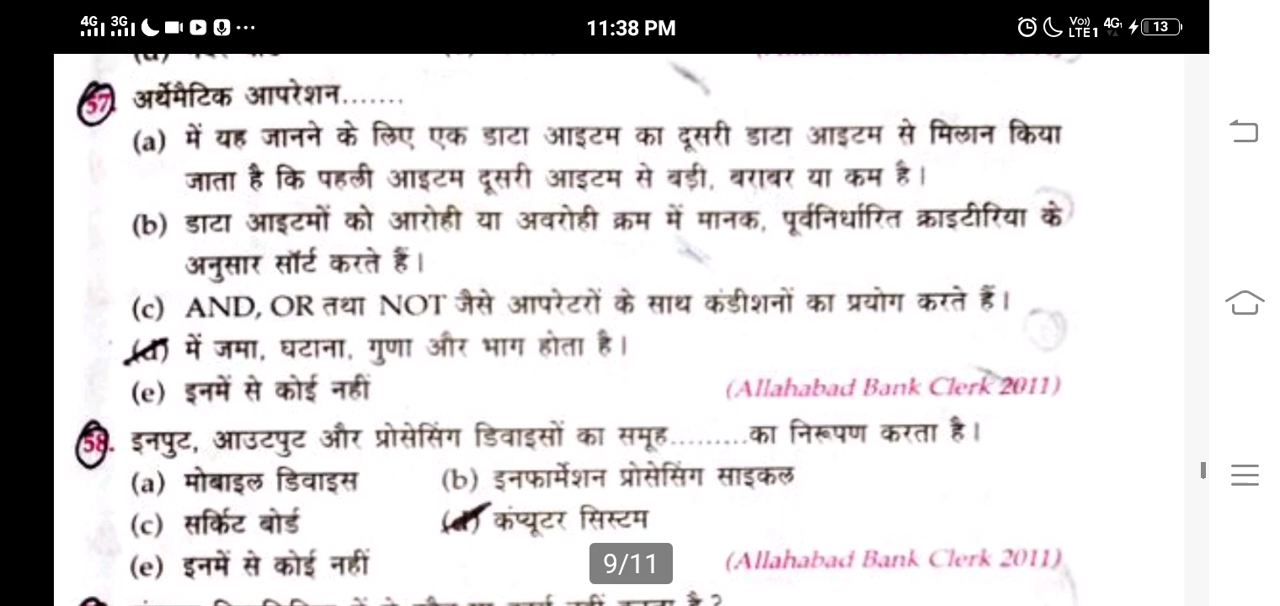 4G 3G 11:38 PM Vo)) LTE1 4G 13
57. अर्थमैटिक आपरेशन.......
(a) में यह जानने के लिए एक डाटा आइटम का दूसरी डाटा आइटम से मिलान किया
जाता है कि पहली आइटम दूसरी आइटम से बड़ी, बराबर या कम है।
(b) डाटा आइटमों को आरोही या अवरोही क्रम में मानक, पूर्वनिर्धारित क्राइटीरिया के
अनुसार सॉर्ट करते हैं।
(c) AND, OR तथा NOT जैसे आपरेटरों के साथ कंडीशनों का प्रयोग करते हैं।
(d) में जमा, घटाना, गुणा और भाग होता है।
(e) इनमें से कोई नहीं (Allahabad Bank Clerk 2011)
58. इनपुट, आउटपुट और प्रोसेसिंग डिवाइसों का समूह.........का निरूपण करता है।
(a) मोबाइल डिवाइस (b) इनफार्मेशन प्रोसेसिंग साइकल
(c) सर्किट बोर्ड (d) कंप्यूटर सिस्टम
(e) इनमें से कोई नहीं (Allahabad Bank Clerk 2011)
9/11